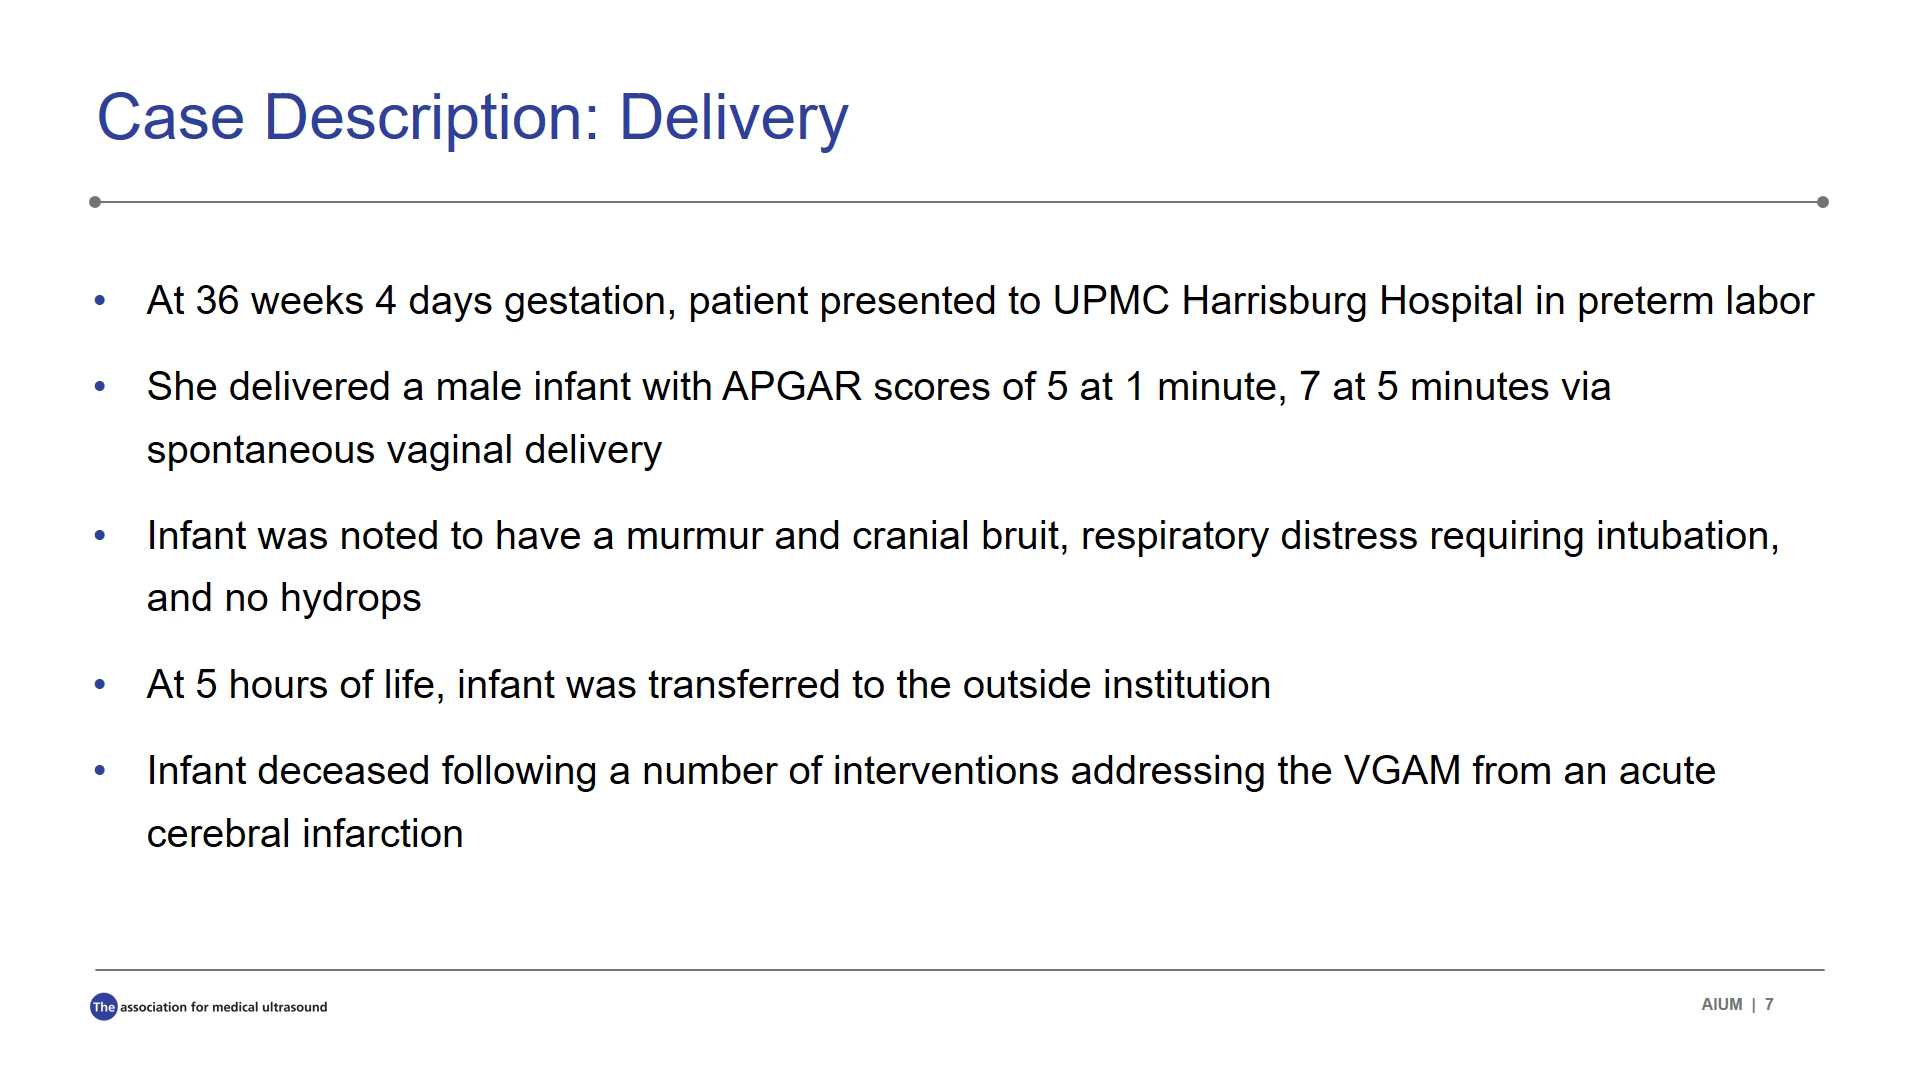 Case Description: Delivery
• At 36 weeks 4 days gestation, patient presented to UPMC Harrisburg Hospital in preterm labor
• She delivered a male infant with APGAR scores of 5 at 1 minute, 7 at 5 minutes via
spontaneous vaginal delivery
• Infant was noted to have a murmur and cranial bruit, respiratory distress requiring intubation,
and no hydrops
• At 5 hours of life, infant was transferred to the outside institution
• Infant deceased following a number of interventions addressing the VGAM from an acute
cerebral infarction
The association for medical ultrasound
AIUM | 7